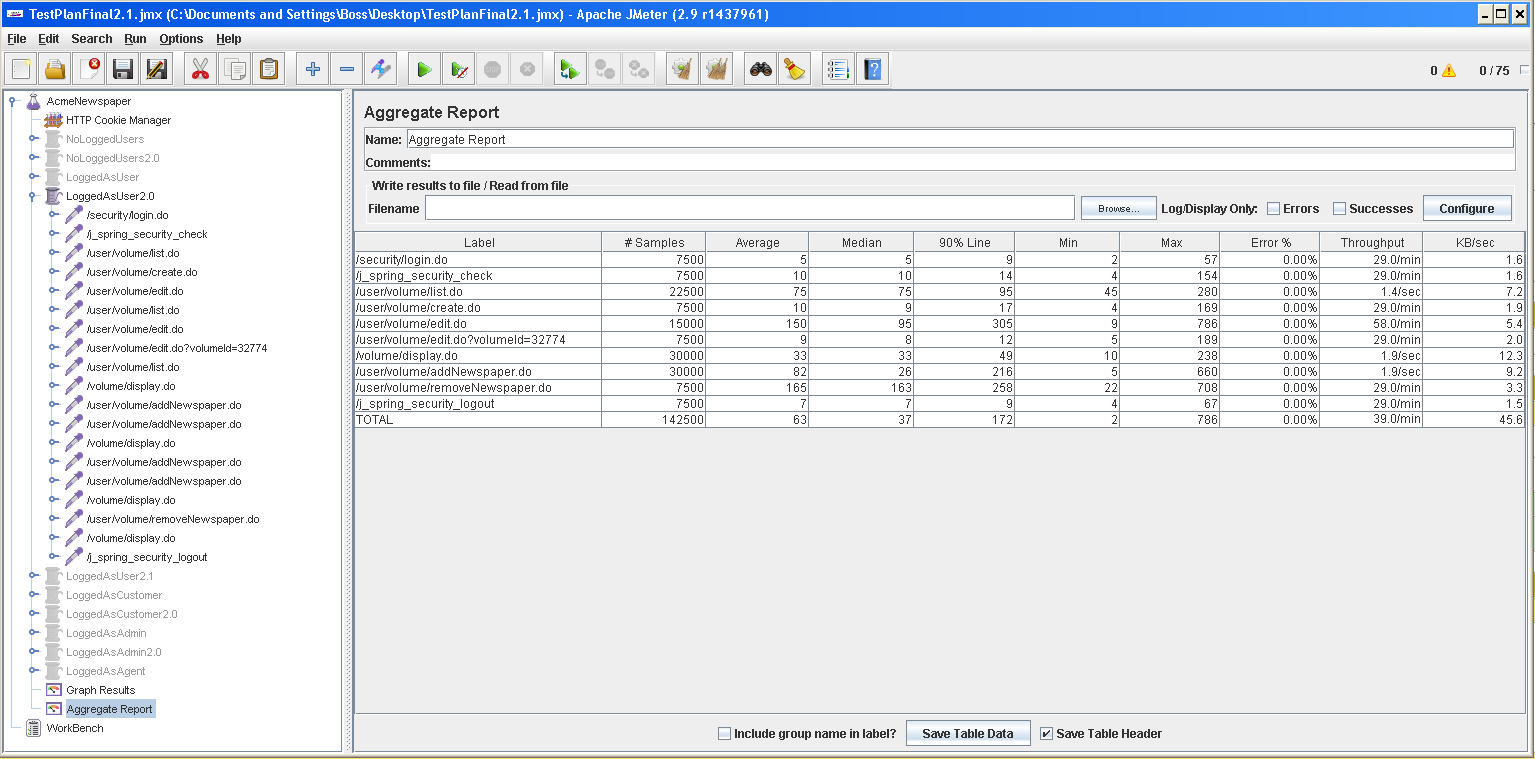 TestPlanFinal2.1.jmx (C:\Documents and Settings\Boss\Desktop\TestPlanFinal2.1.jmx) - Apache JMeter (2.9 r1437961)
File Edit Search Run Options Help
0 0 / 75
AcmeNewspaper
HTTP Cookie Manager
NoLoggedUsers
NoLoggedUsers2.0
LoggedAsUser
LoggedAsUser2.0
/security/login.do
/j_spring_security_check
/user/volume/list.do
/user/volume/create.do
/user/volume/edit.do
/user/volume/list.do
/user/volume/edit.do
/user/volume/edit.do?volumeId=32774
/user/volume/list.do
/volume/display.do
/user/volume/addNewspaper.do
/user/volume/addNewspaper.do
/volume/display.do
/user/volume/addNewspaper.do
/user/volume/addNewspaper.do
/volume/display.do
/user/volume/removeNewspaper.do
/volume/display.do
/j_spring_security_logout
LoggedAsUser2.1
LoggedAsCustomer
LoggedAsCustomer2.0
LoggedAsAdmin
LoggedAsAdmin2.0
LoggedAsAgent
Graph Results
Aggregate Report
WorkBench
Aggregate Report
Name: Aggregate Report
Comments:
Write results to file / Read from file
Filename Browse... Log/Display Only: Errors Successes Configure
Label # Samples Average Median 90% Line Min Max Error % Throughput KB/sec
/security/login.do 7500 5 5 9 2 57 0.00% 29.0/min 1.6
/j_spring_security_check 7500 10 10 14 4 154 0.00% 29.0/min 1.6
/user/volume/list.do 22500 75 75 95 45 280 0.00% 1.4/sec 7.2
/user/volume/create.do 7500 10 9 17 4 169 0.00% 29.0/min 1.9
/user/volume/edit.do 15000 150 95 305 9 786 0.00% 58.0/min 5.4
/user/volume/edit.do?volumeId=32774 7500 9 8 12 5 189 0.00% 29.0/min 2.0
/volume/display.do 30000 33 33 49 10 238 0.00% 1.9/sec 12.3
/user/volume/addNewspaper.do 30000 82 26 216 5 660 0.00% 1.9/sec 9.2
/user/volume/removeNewspaper.do 7500 165 163 258 22 708 0.00% 29.0/min 3.3
/j_spring_security_logout 7500 7 7 9 4 67 0.00% 29.0/min 1.5
TOTAL 142500 63 37 172 2 786 0.00% 39.0/min 45.6
Include group name in label? Save Table Data Save Table Header